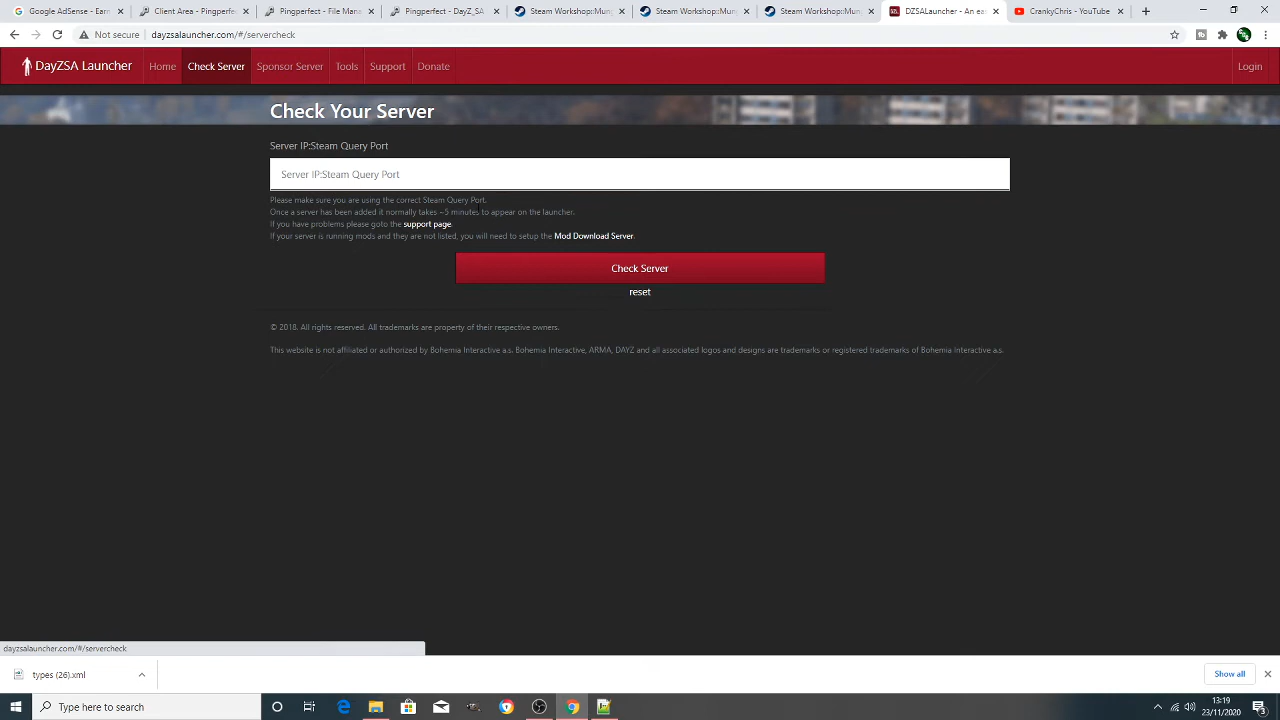 Google AdSense - Earn
Client Area - Pingperfect
Pingperfect - File Mana
Pingperfect - DayZ_SA
Steam Workshop::Mung
Steam Workshop::Mung
Steam Workshop::Mung
DZSALauncher - An ea
CrankyChris - YouTube
Not secure
dayzsalauncher.com/#/servercheck
DayZSA Launcher
Home
Check Server
Sponsor Server
Tools
Support
Donate
Login
Check Your Server
Server IP:Steam Query Port
Server IP:Steam Query Port
Please make sure you are using the correct Steam Query Port.
Once a server has been added it normally takes ~5 minutes to appear on the launcher.
If you have problems please goto the support page.
If your server is running mods and they are not listed, you will need to setup the Mod Download Server.
Check Server
reset
© 2018. All rights reserved. All trademarks are property of their respective owners.
This website is not affiliated or authorized by Bohemia Interactive a.s. Bohemia Interactive, ARMA, DAYZ and all associated logos and designs are trademarks or registered trademarks of Bohemia Interactive a.s.
dayzsalauncher.com/#/servercheck
types (26).xml
Show all
Type here to search
13:19
23/11/2020